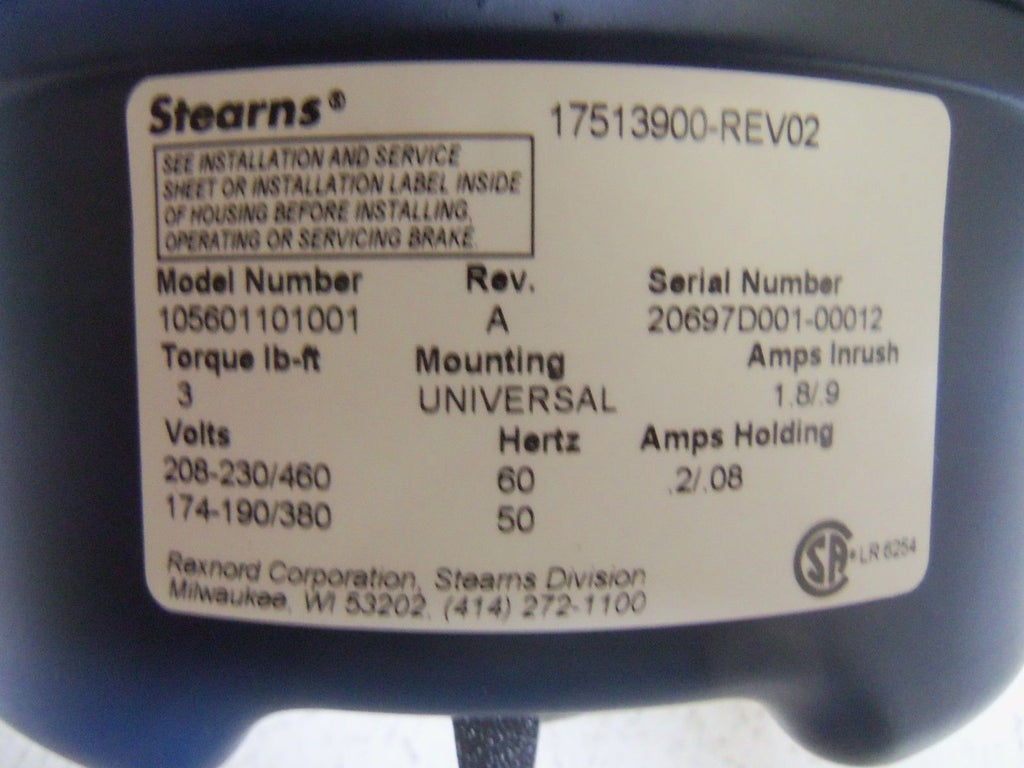 Stearns®
17513900-REV02
SEE INSTALLATION AND SERVICE
SHEET OR INSTALLATION LABEL INSIDE
OF HOUSING BEFORE INSTALLING,
OPERATING OR SERVICING BRAKE.
Model Number Rev. Serial Number
105601101001 A 20697D001-00012
Torque lb-ft Mounting Amps Inrush
3 UNIVERSAL 1.8/.9
Volts Hertz Amps Holding
208-230/460 60 .2/.08
174-190/380 50
Rexnord Corporation, Stearns Division
Milwaukee, WI 53202, (414) 272-1100
SA LR 6254